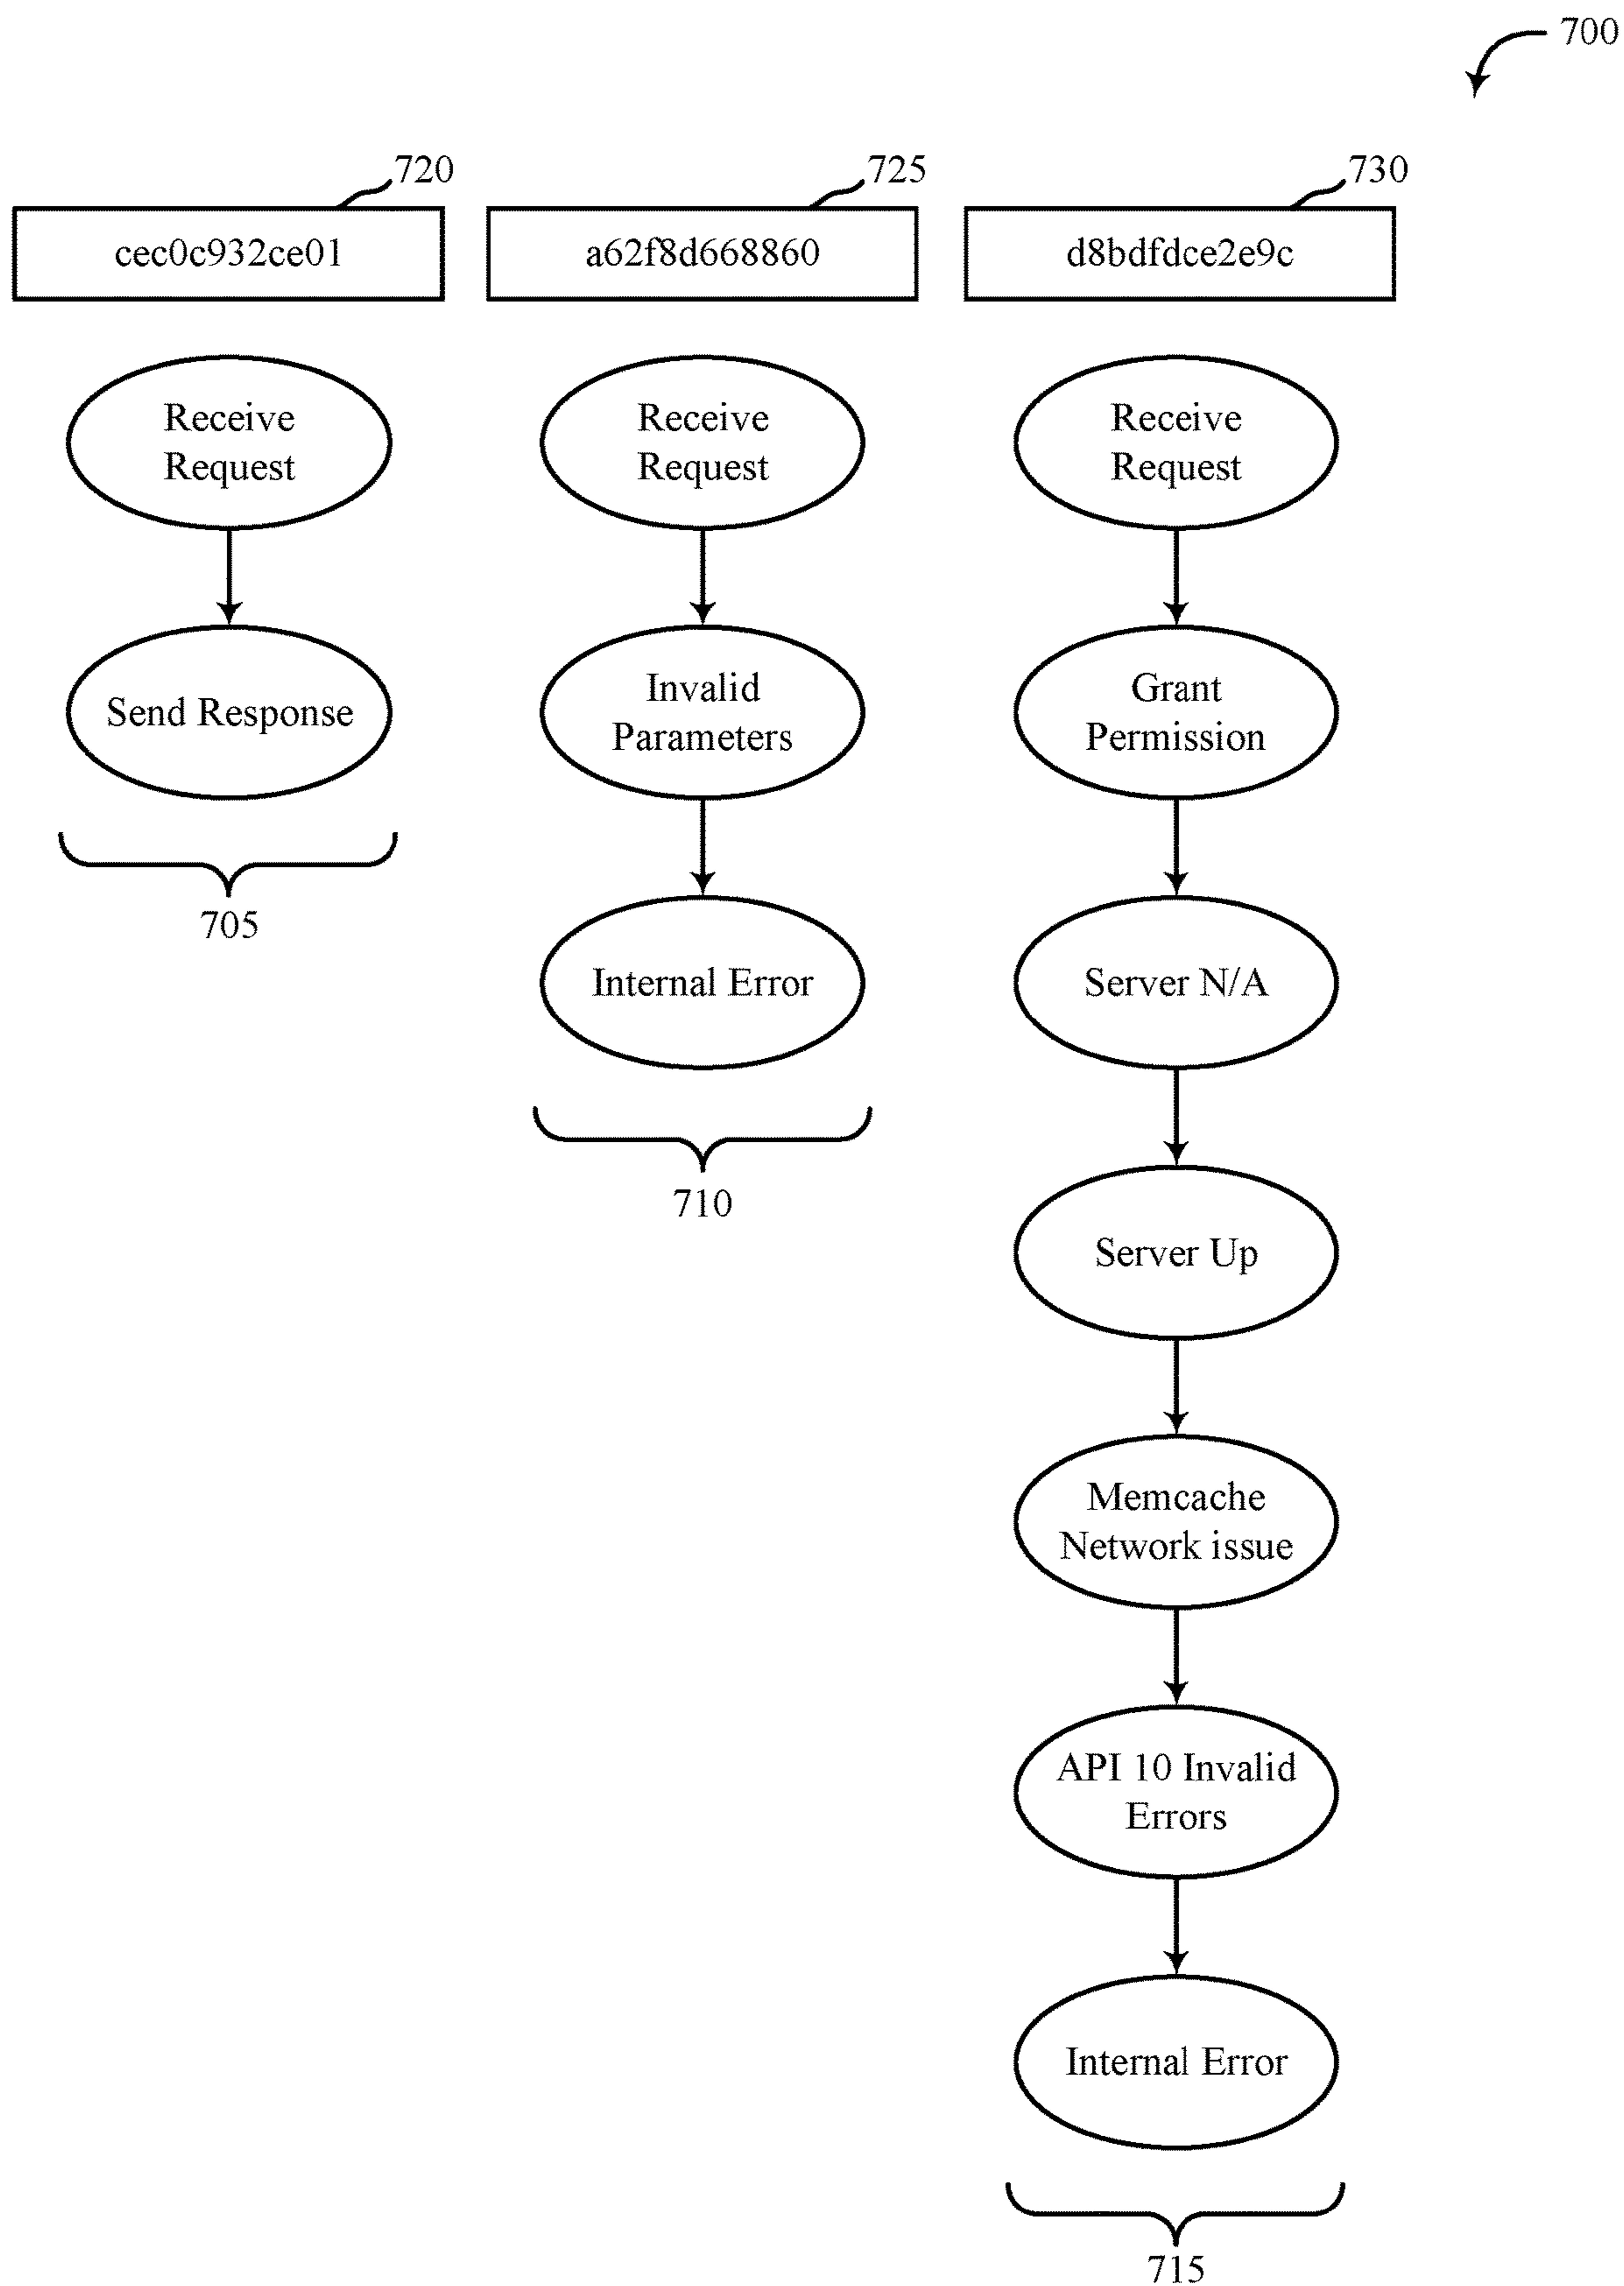 700
720
725
730
cec0c932ce01
a62f8d668860
d8bdfdce2e9c
Receive
Request
Send Response
705
Receive
Request
Invalid
Parameters
Internal Error
710
Receive
Request
Grant
Permission
Server N/A
Server Up
Memcache
Network issue
API 10 Invalid
Errors
Internal Error
715